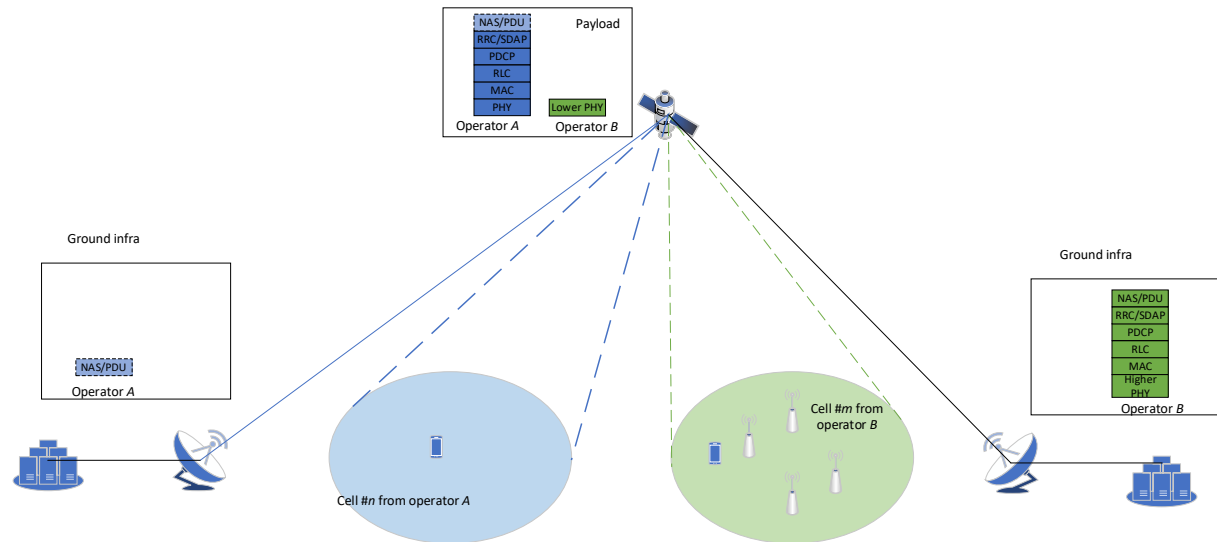 NAS/PDU
Payload
RRC/SDAP
PDCP
RLC
MAC
PHY
Lower PHY
Operator A
Operator B
Ground infra
NAS/PDU
Operator A
Ground infra
NAS/PDU
RRC/SDAP
PDCP
RLC
MAC
Higher
PHY
Operator B
Cell #n from operator A
Cell #m from
operator B